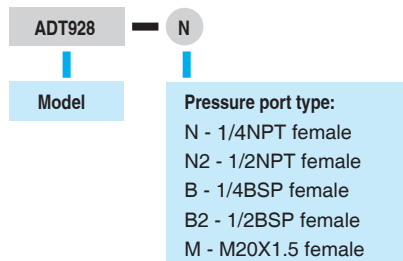 ADT928 N
Model
Pressure port type:
N - 1/4NPT female
N2 - 1/2NPT female
B - 1/4BSP female
B2 - 1/2BSP female
M - M20X1.5 female